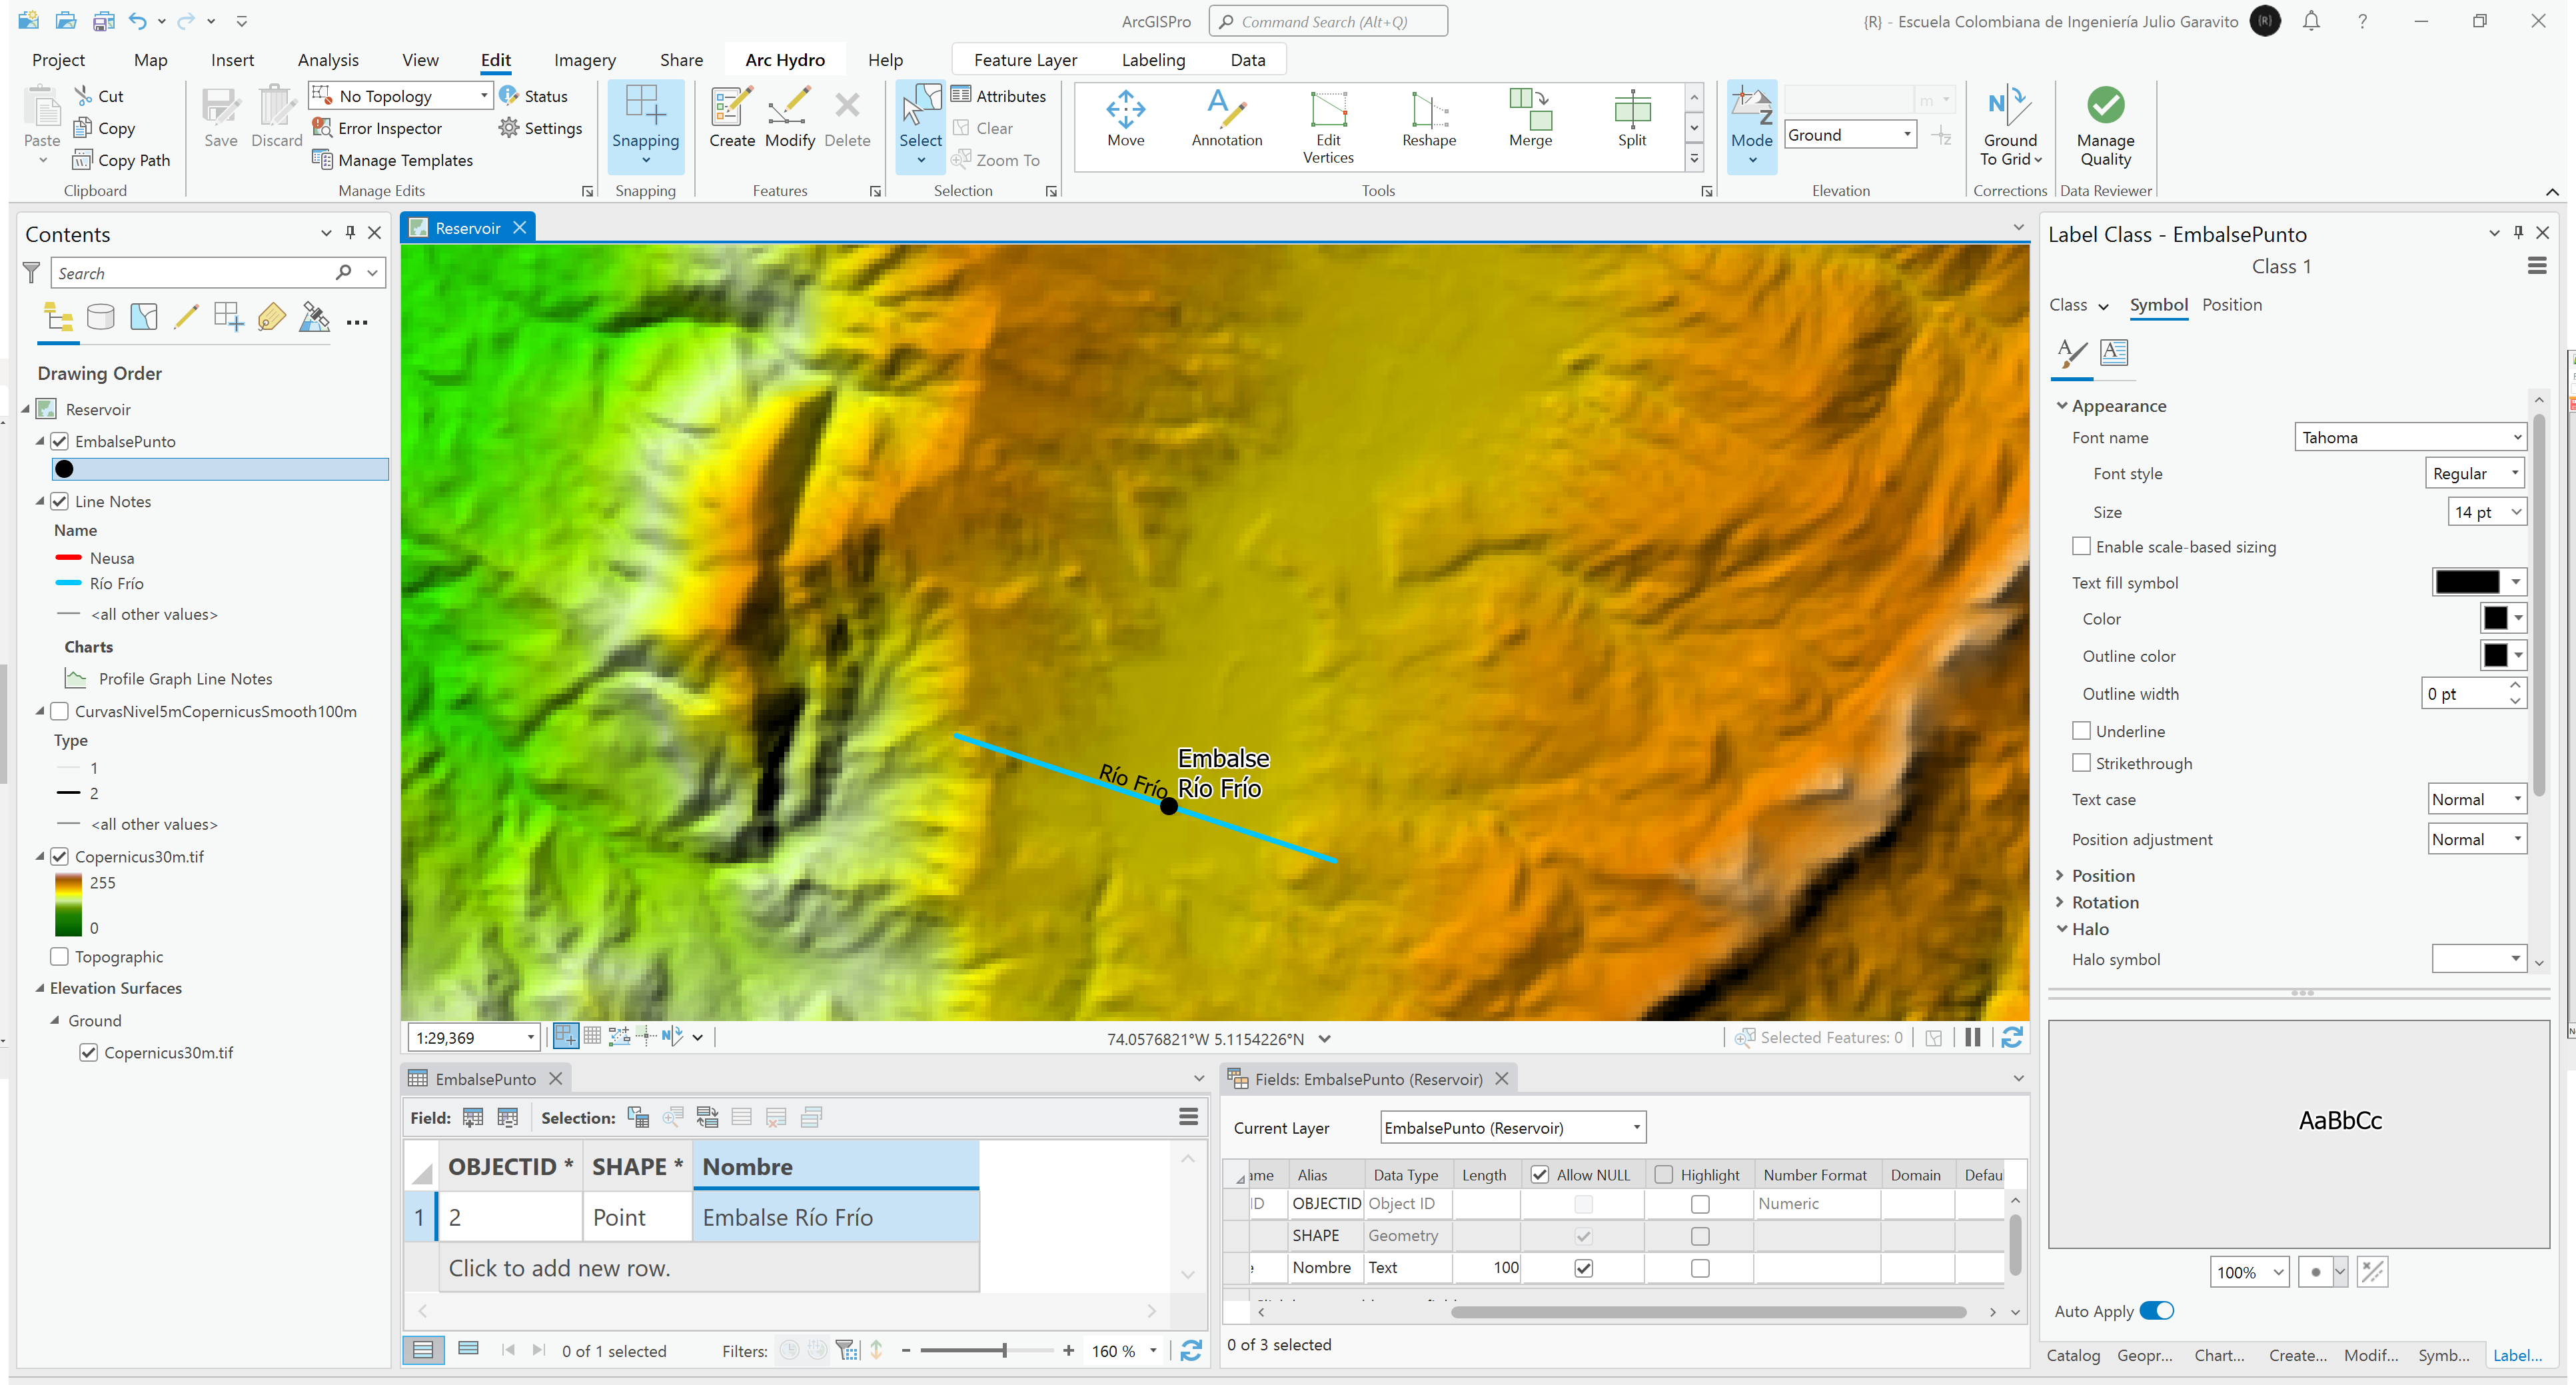 ArcGISPro
Command Search (Alt+Q)
{R} - Escuela Colombiana de Ingeniería Julio Garavito
{R}
?
Project Map Insert Analysis View Edit Imagery Share Arc Hydro Help Feature Layer Labeling Data
Paste
Cut
Copy
Copy Path
Clipboard
Save
Discard
No Topology
Error Inspector
Manage Templates
Status
Settings
Manage Edits
Snapping
Snapping
Create
Modify
Delete
Features
Select
Attributes
Clear
Zoom To
Selection
Move
Annotation
Edit
Vertices
Reshape
Merge
Split
Tools
Mode
m
Ground
Elevation
Ground
To Grid
Corrections
Manage
Quality
Data Reviewer
Contents
Search
Drawing Order
Reservoir
EmbalsePunto
Line Notes
Name
Neusa
Río Frío
<all other values>
Charts
Profile Graph Line Notes
CurvasNivel5mCopernicusSmooth100m
Type
1
2
<all other values>
Copernicus30m.tif
255
0
Topographic
Elevation Surfaces
Ground
Copernicus30m.tif
Reservoir
Río Frío
Embalse
Río Frío
1:29,369
74.0576821°W 5.1154226°N
Selected Features: 0
EmbalsePunto
Field:
Selection:
OBJECTID * SHAPE * Nombre
1 2 Point Embalse Río Frío
Click to add new row.
0 of 1 selected
Filters:
160 %
Fields: EmbalsePunto (Reservoir)
Current Layer
EmbalsePunto (Reservoir)
ame Alias Data Type Length Allow NULL Highlight Number Format Domain Defau
ID OBJECTID Object ID Numeric
SHAPE Geometry
Nombre Text 100
0 of 3 selected
Label Class - EmbalsePunto
Class 1
Class Symbol Position
Appearance
Font name Tahoma
Font style Regular
Size 14 pt
Enable scale-based sizing
Text fill symbol
Color
Outline color
Outline width 0 pt
Underline
Strikethrough
Text case Normal
Position adjustment Normal
Position
Rotation
Halo
Halo symbol
AaBbCc
100%
Auto Apply
Catalog Geopr... Chart... Create... Modif... Symb... Label...